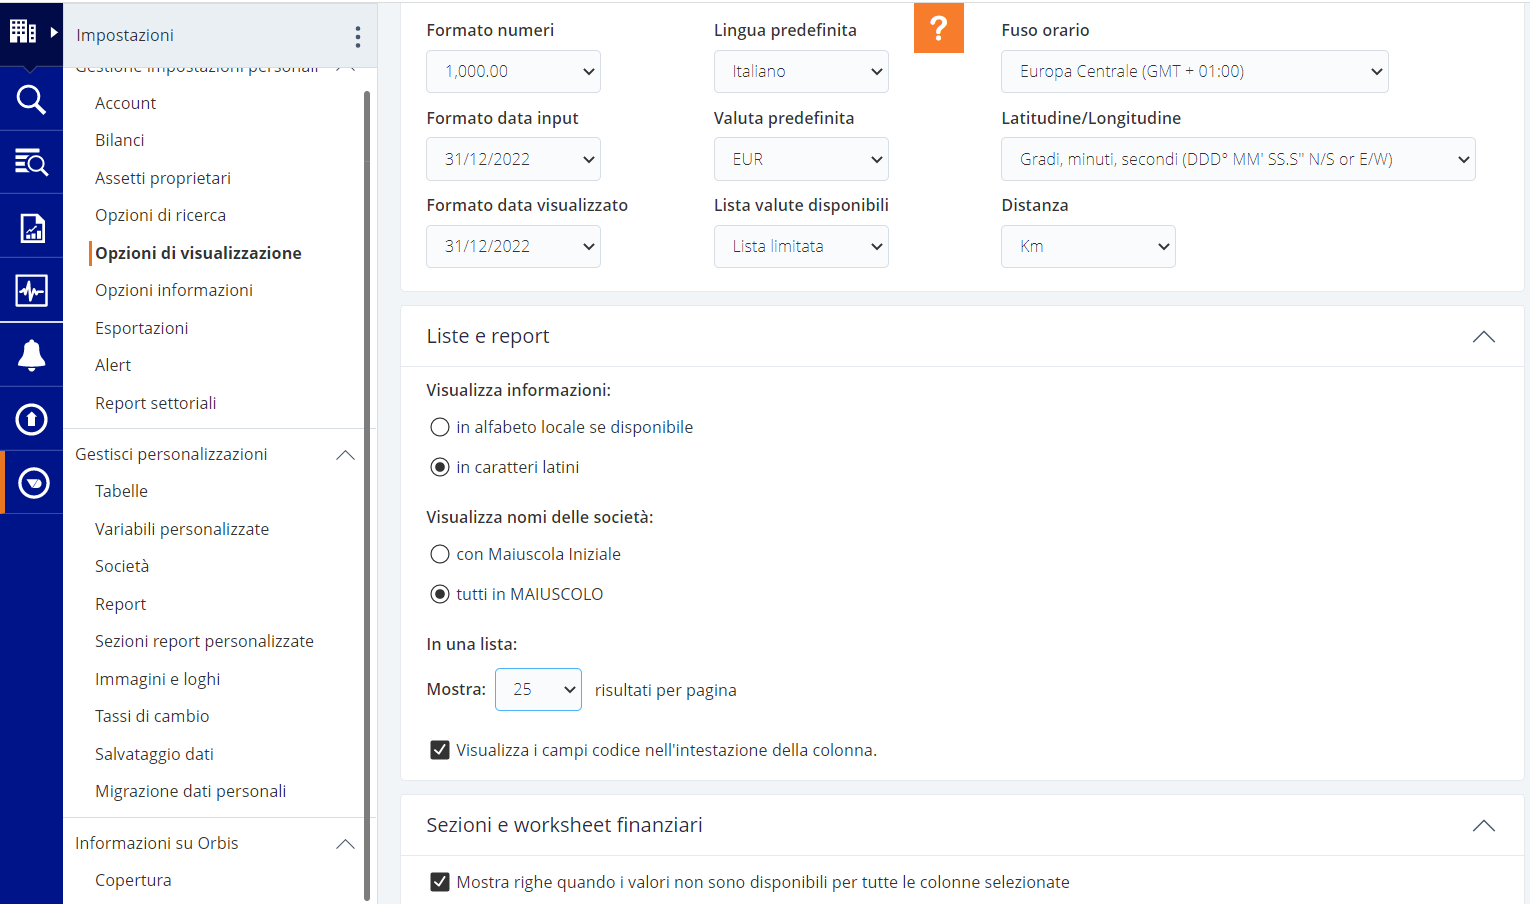 Impostazioni
Gestione impostazioni personali
Account
Bilanci
Assetti proprietari
Opzioni di ricerca
Opzioni di visualizzazione
Opzioni informazioni
Esportazioni
Alert
Report settoriali
Gestisci personalizzazioni
Tabelle
Variabili personalizzate
Società
Report
Sezioni report personalizzate
Immagini e loghi
Tassi di cambio
Salvataggio dati
Migrazione dati personali
Informazioni su Orbis
Copertura
Formato numeri
1,000.00
Lingua predefinita
Italiano
?
Fuso orario
Europa Centrale (GMT + 01:00)
Formato data input
31/12/2022
Valuta predefinita
EUR
Latitudine/Longitudine
Gradi, minuti, secondi (DDD° MM' SS.S" N/S or E/W)
Formato data visualizzato
31/12/2022
Lista valute disponibili
Lista limitata
Distanza
Km
Liste e report
Visualizza informazioni:
in alfabeto locale se disponibile
in caratteri latini
Visualizza nomi delle società:
con Maiuscola Iniziale
tutti in MAIUSCOLO
In una lista:
Mostra: 25 risultati per pagina
Visualizza i campi codice nell'intestazione della colonna.
Sezioni e worksheet finanziari
Mostra righe quando i valori non sono disponibili per tutte le colonne selezionate